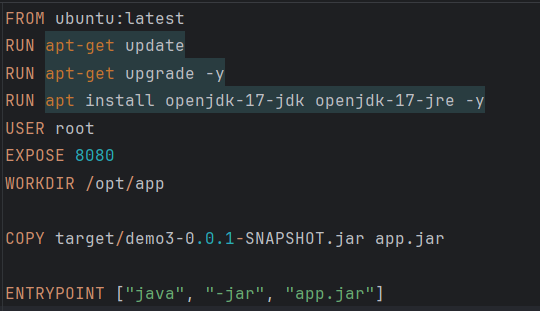 FROM ubuntu:latest
RUN apt-get update
RUN apt-get upgrade -y
RUN apt install openjdk-17-jdk openjdk-17-jre -y
USER root
EXPOSE 8080
WORKDIR /opt/app
COPY target/demo3-0.0.1-SNAPSHOT.jar app.jar
ENTRYPOINT ["java", "-jar", "app.jar"]